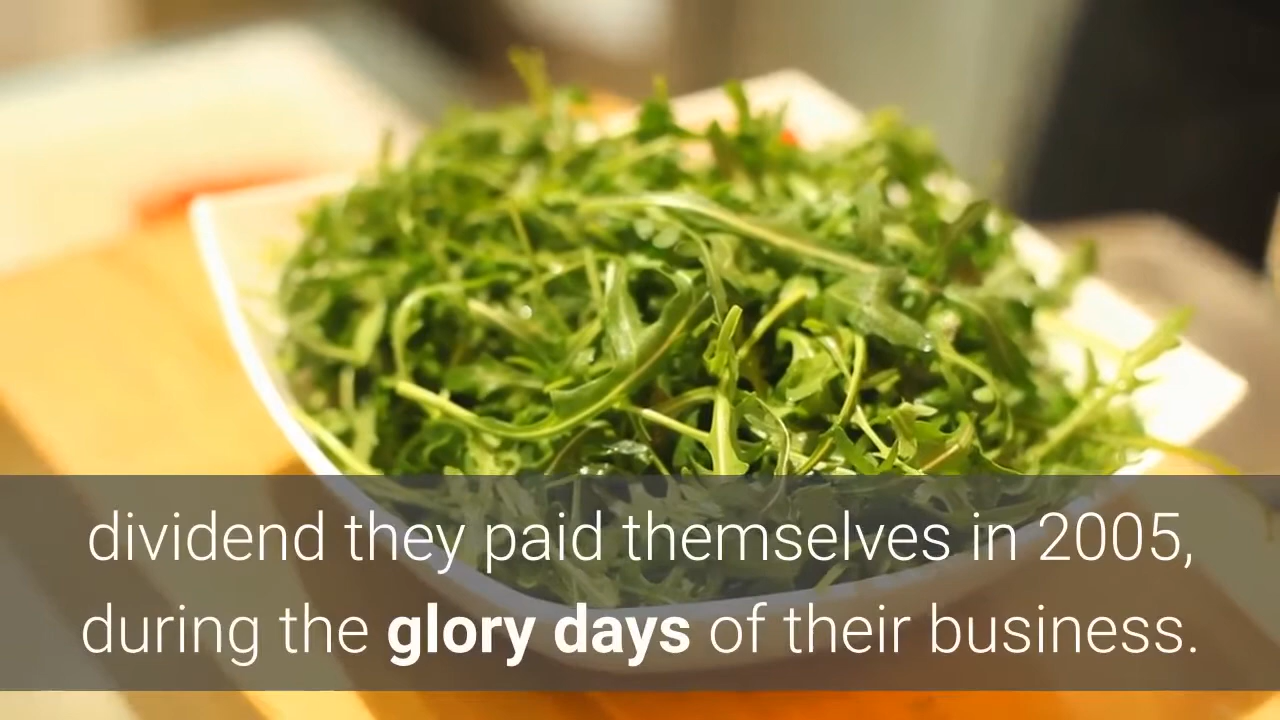 dividend they paid themselves in 2005,
during the glory days of their business.